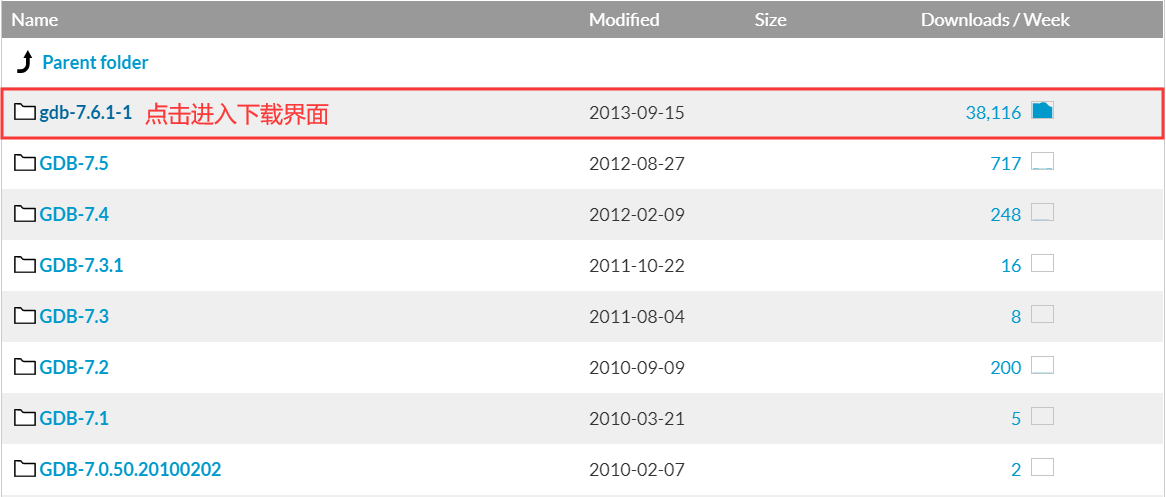 Name Modified Size Downloads / Week
Parent folder
gdb-7.6.1-1 点击进入下载界面 2013-09-15 38,116
GDB-7.5 2012-08-27 717
GDB-7.4 2012-02-09 248
GDB-7.3.1 2011-10-22 16
GDB-7.3 2011-08-04 8
GDB-7.2 2010-09-09 200
GDB-7.1 2010-03-21 5
GDB-7.0.50.20100202 2010-02-07 2